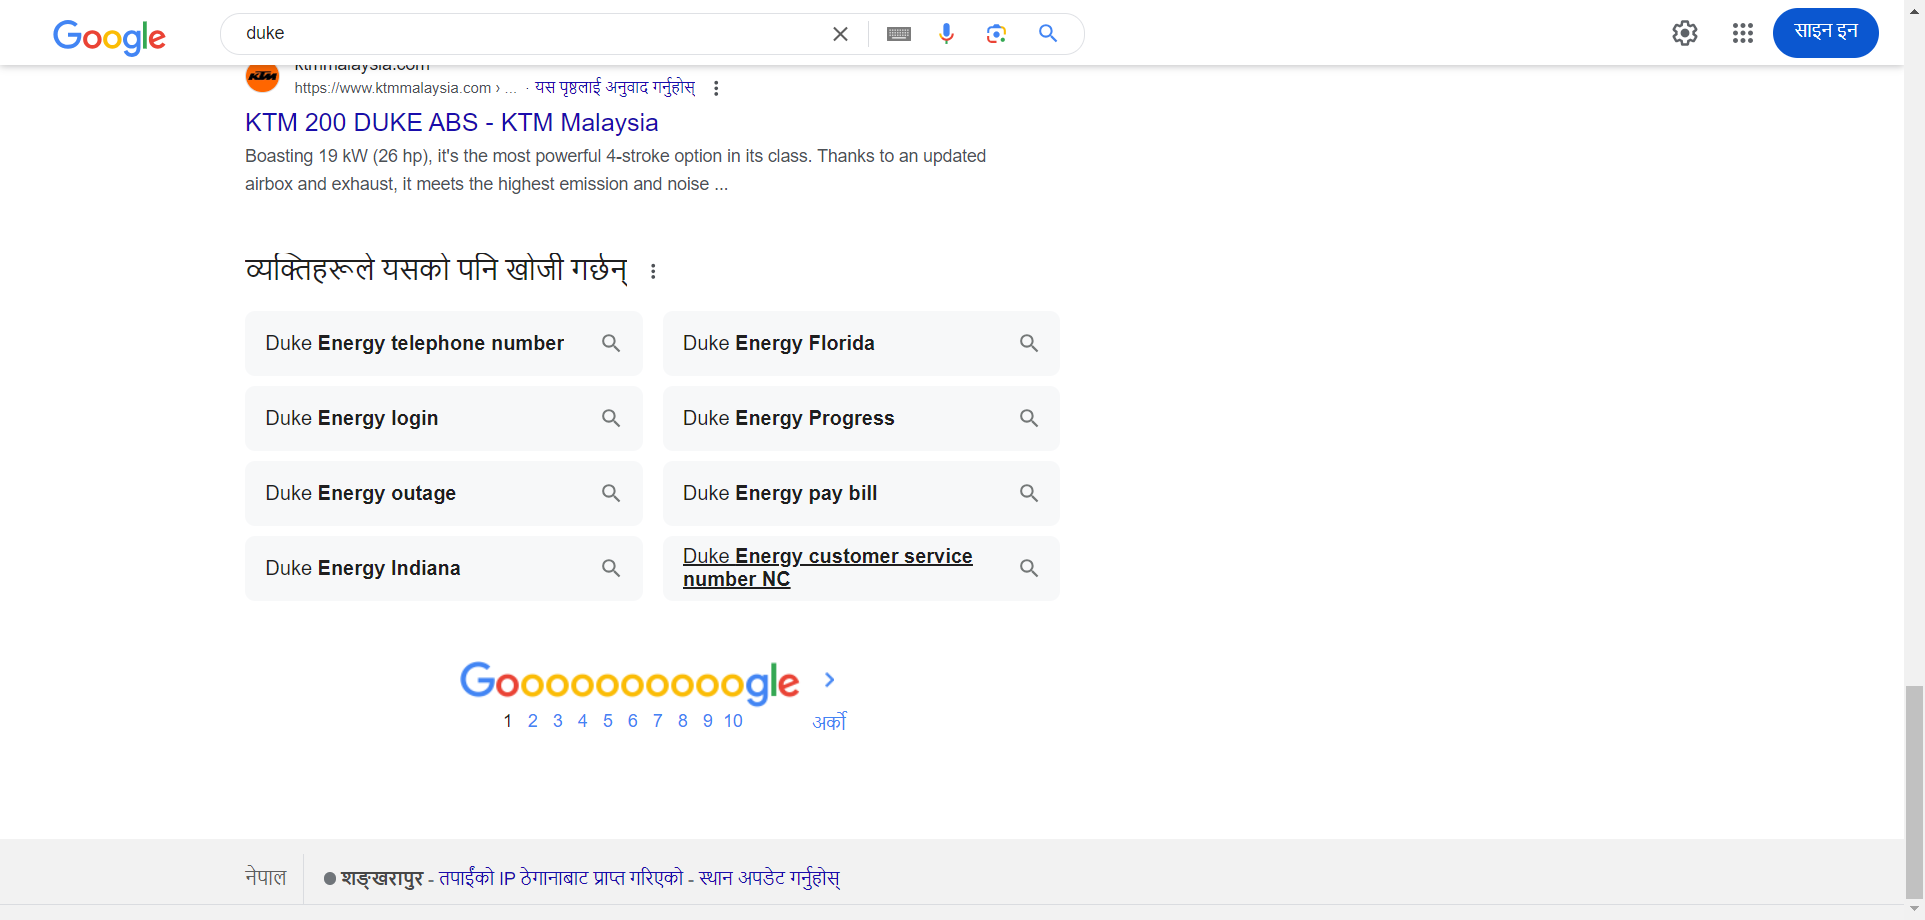 Google
duke
साइन इन
ktmmalaysia.com
KTM
https://www.ktmmalaysia.com › ... · यस पृष्ठलाई अनुवाद गर्नुहोस्
KTM 200 DUKE ABS - KTM Malaysia
Boasting 19 kW (26 hp), it's the most powerful 4-stroke option in its class. Thanks to an updated
airbox and exhaust, it meets the highest emission and noise ...
व्यक्तिहरूले यसको पनि खोजी गर्छन्
Duke Energy telephone number
Duke Energy Florida
Duke Energy login
Duke Energy Progress
Duke Energy outage
Duke Energy pay bill
Duke Energy Indiana
Duke Energy customer service
number NC
Goooooooooogle
1 2 3 4 5 6 7 8 9 10 अर्को
नेपाल
शङ्खरापुर - तपाईंको IP ठेगानाबाट प्राप्त गरिएको - स्थान अपडेट गर्नुहोस्